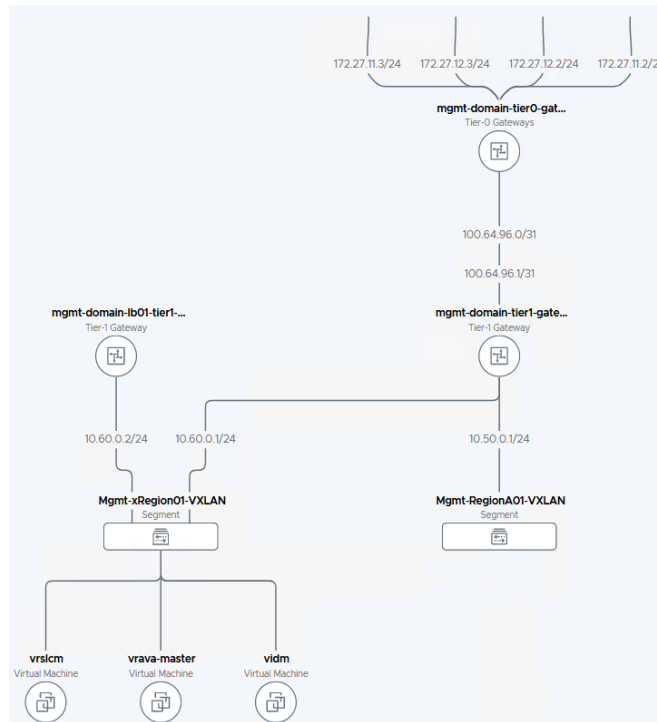 172.27.11.3/24 172.27.12.3/24 172.27.12.2/24 172.27.11.2/2
mgmt-domain-tier0-gat...
Tier-0 Gateways
100.64.96.0/31
100.64.96.1/31
mgmt-domain-lb01-tier1-... mgmt-domain-tier1-gate...
Tier-1 Gateway Tier-1 Gateway
10.60.0.2/24 10.60.0.1/24 10.50.0.1/24
Mgmt-xRegion01-VXLAN Mgmt-RegionA01-VXLAN
Segment Segment
vrslcm vrava-master vidm
Virtual Machine Virtual Machine Virtual Machine